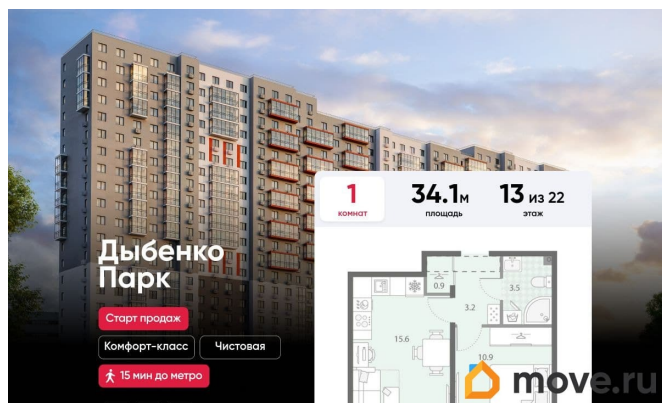 1
комнат
34.1м
площадь
13 из 22
этаж
Дыбенко
Парк
Старт продаж
Комфорт-класс
Чистовая
15 мин до метро
0.9
3.5
3.2
15.6
10.9
move.ru